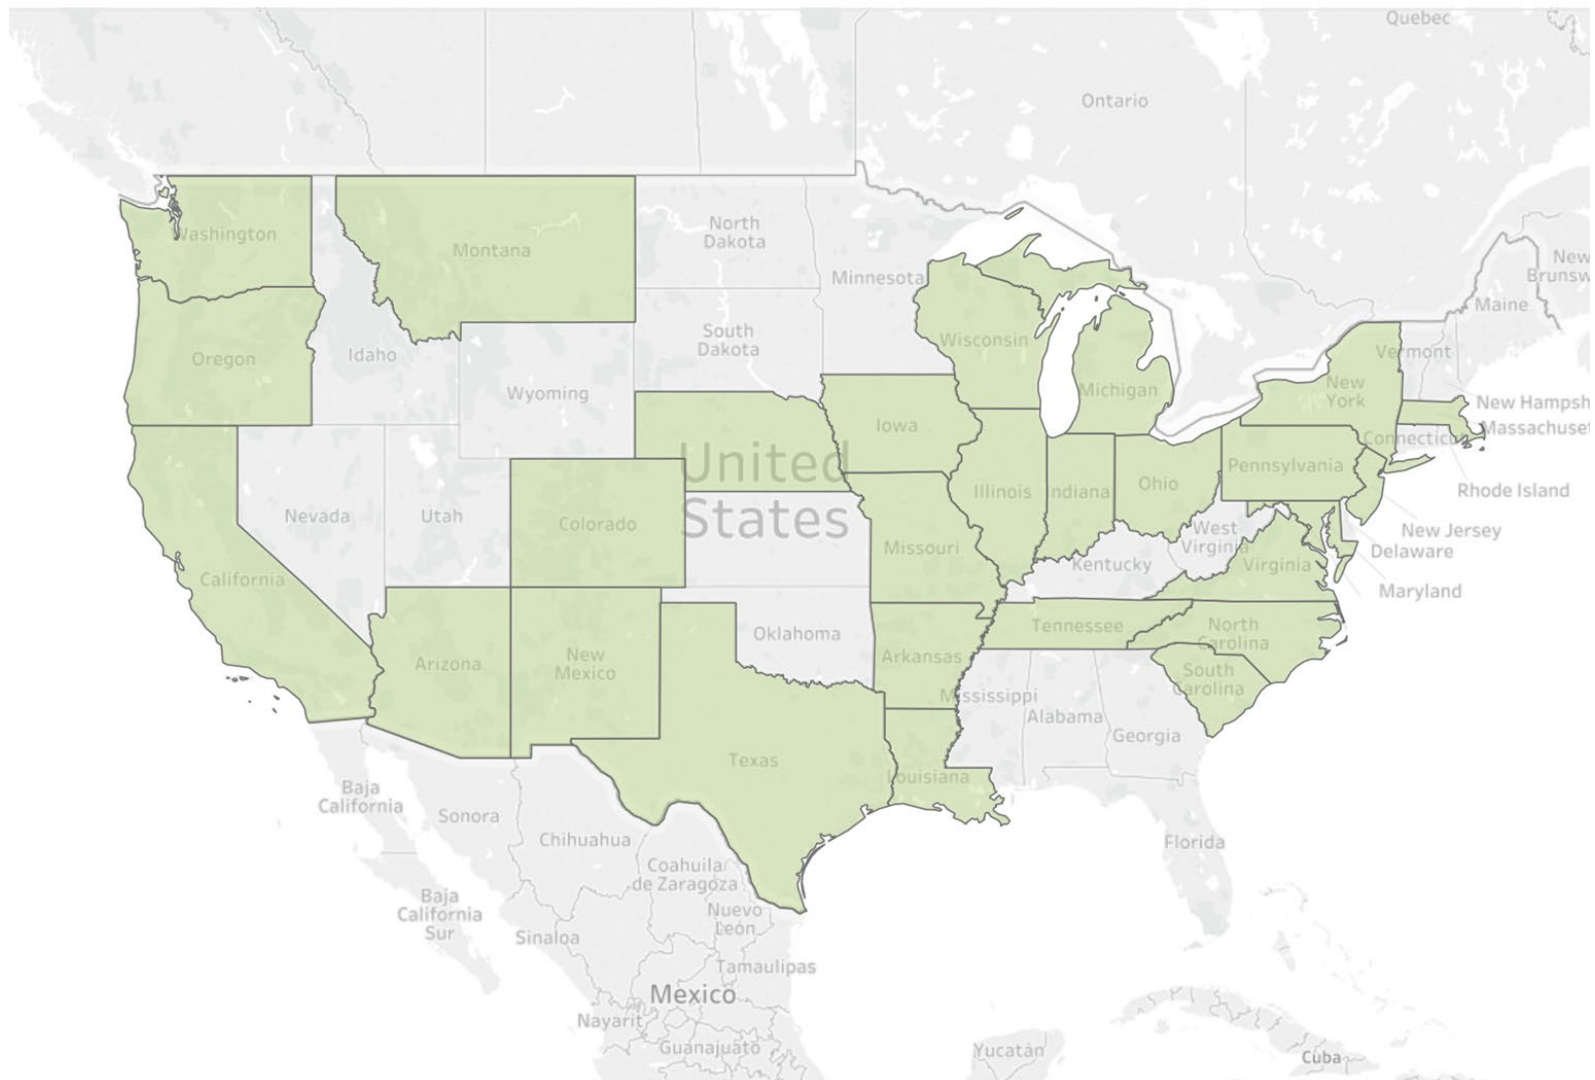 Quebec
Ontario
Washington
Montana
North
Dakota
Minnesota
New
Brunsw
Maine
Oregon
Idaho
South
Dakota
Wisconsin
Vermont
Wyoming
Michigan
New
York
New Hampsh
Massachuset
Iowa
Connecticu
United
States
Pennsylvania
Nevada
Utah
Colorado
Illinois
Indiana
Ohio
Rhode Island
New Jersey
Missouri
West
Virginia
Delaware
California
Kentucky
Virginia
Maryland
Oklahoma
Tennessee
North
Carolina
Arizona
New
Mexico
Arkansas
South
Carolina
Mississippi
Alabama
Georgia
Texas
Louisiana
Baja
California
Sonora
Chihuahua
Florida
Coahuila
de Zaragoza
Baja
California
Sur
Nuevo
León
Sinaloa
Tamaulipas
Mexico
Nayarit
Guanajuato
Yucatán
Cuba